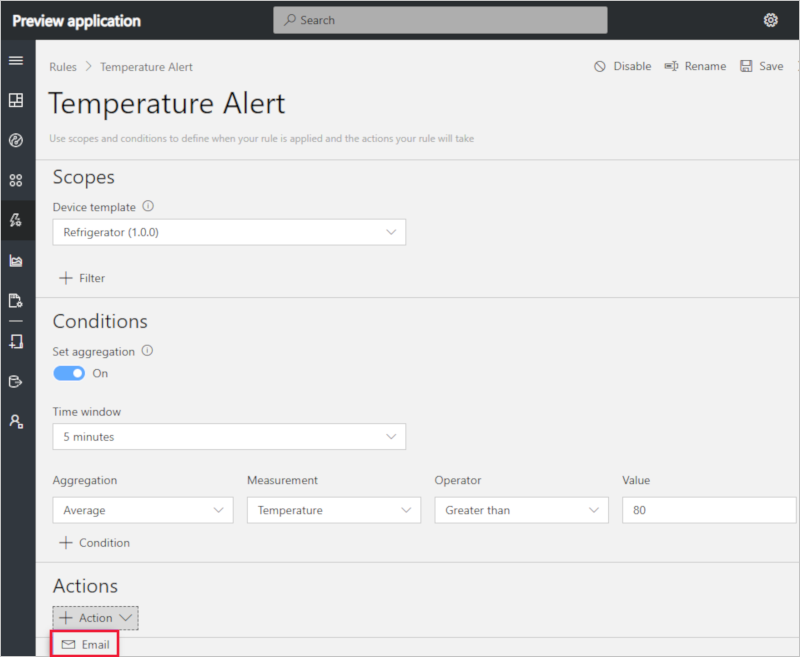 Preview application
Search
Rules > Temperature Alert
Disable Rename Save
Temperature Alert
Use scopes and conditions to define when your rule is applied and the actions your rule will take
Scopes
Device template
Refrigerator (1.0.0)
+ Filter
Conditions
Set aggregation
On
Time window
5 minutes
Aggregation Measurement Operator Value
Average Temperature Greater than 80
+ Condition
Actions
+ Action
Email